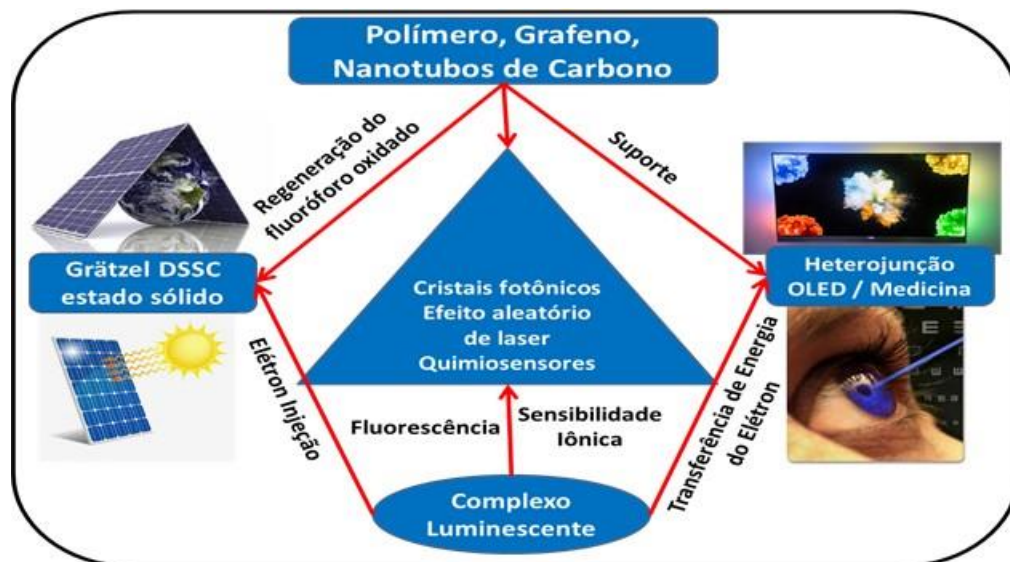 Polímero, Grafeno,
Nanotubos de Carbono
Regeneração do
fluoróforo oxidado
Suporte
Grätzel DSSC
estado sólido
Heterojunção
OLED / Medicina
Cristais fotônicos
Efeito aleatório
de laser
Quimiosensores
Elétron Injeção
Fluorescência
Sensibilidade
Iônica
Transferência de Energia
do Elétron
Complexo
Luminescente